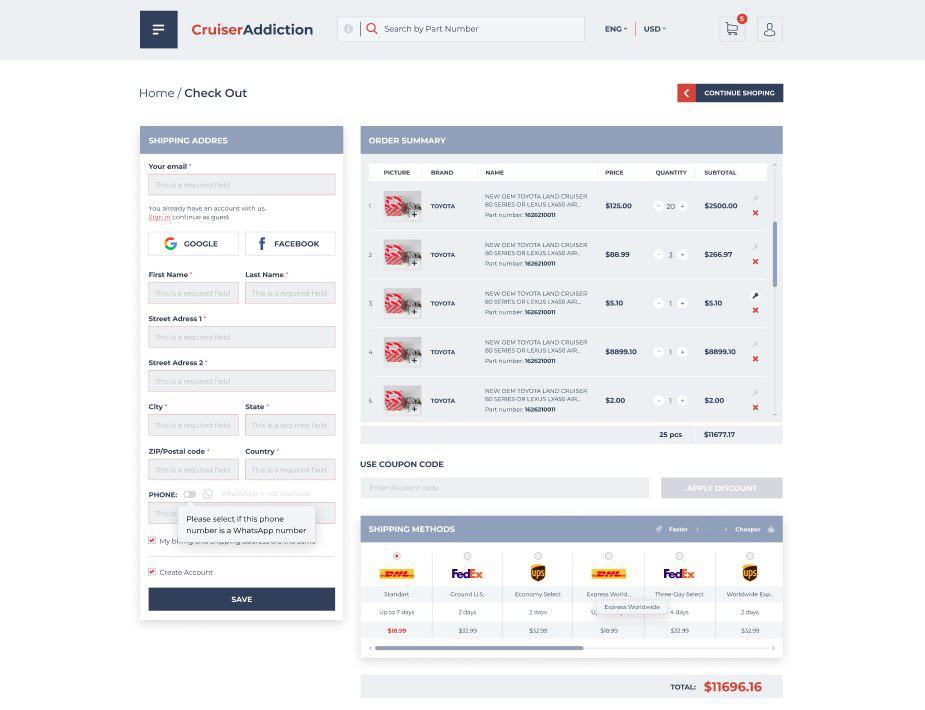 CruiserAddiction
Search by Part Number
ENG
USD
5
Home / Check Out
CONTINUE SHOPING
SHIPPING ADDRES
Your email *
This is a required field
You already have an account with us.
Sign in continue as guest
GOOGLE
FACEBOOK
First Name *
Last Name *
This is a required field
This is a required field
Street Adress 1 *
This is a required field
Street Adress 2 *
This is a required field
City *
State *
This is a required field
This is a required field
ZIP/Postal code *
Country *
This is a required field
This is a required field
PHONE:
WhatsApp is not available
This is
Please select if this phone
number is a WhatsApp number
My billing and shipping address are the same
Create Account
SAVE
ORDER SUMMARY
PICTURE BRAND NAME PRICE QUANTITY SUBTOTAL
1 TOYOTA
NEW OEM TOYOTA LAND CRUISER
80 SERIES OR LEXUS LX450 AIR...
Part number: 1626210011
$125.00 - 20 + $2500.00
2 TOYOTA
NEW OEM TOYOTA LAND CRUISER
80 SERIES OR LEXUS LX450 AIR...
Part number: 1626210011
$88.99 - 3 + $266.97
3 TOYOTA
NEW OEM TOYOTA LAND CRUISER
80 SERIES OR LEXUS LX450 AIR...
Part number: 1626210011
$5.10 - 1 + $5.10
4 TOYOTA
NEW OEM TOYOTA LAND CRUISER
80 SERIES OR LEXUS LX450 AIR...
Part number: 1626210011
$8899.10 - 1 + $8899.10
5 TOYOTA
NEW OEM TOYOTA LAND CRUISER
80 SERIES OR LEXUS LX450 AIR...
Part number: 1626210011
$2.00 - 1 + $2.00
25 pcs $11677.17
USE COUPON CODE
Enter discount code
APPLY DISCOUNT
SHIPPING METHODS
Faster
Cheaper
DHL FedEx ups DHL FedEx ups
Standart Ground U.S. Economy Select Express World... Three-Day Select Worldwide Exp...
Express Worldwide
Up to 7 days 2 days 2 days 4 days 2 days
$18.99 $32.99 $32.99 $18.99 $32.99 $32.99
TOTAL: $11696.16